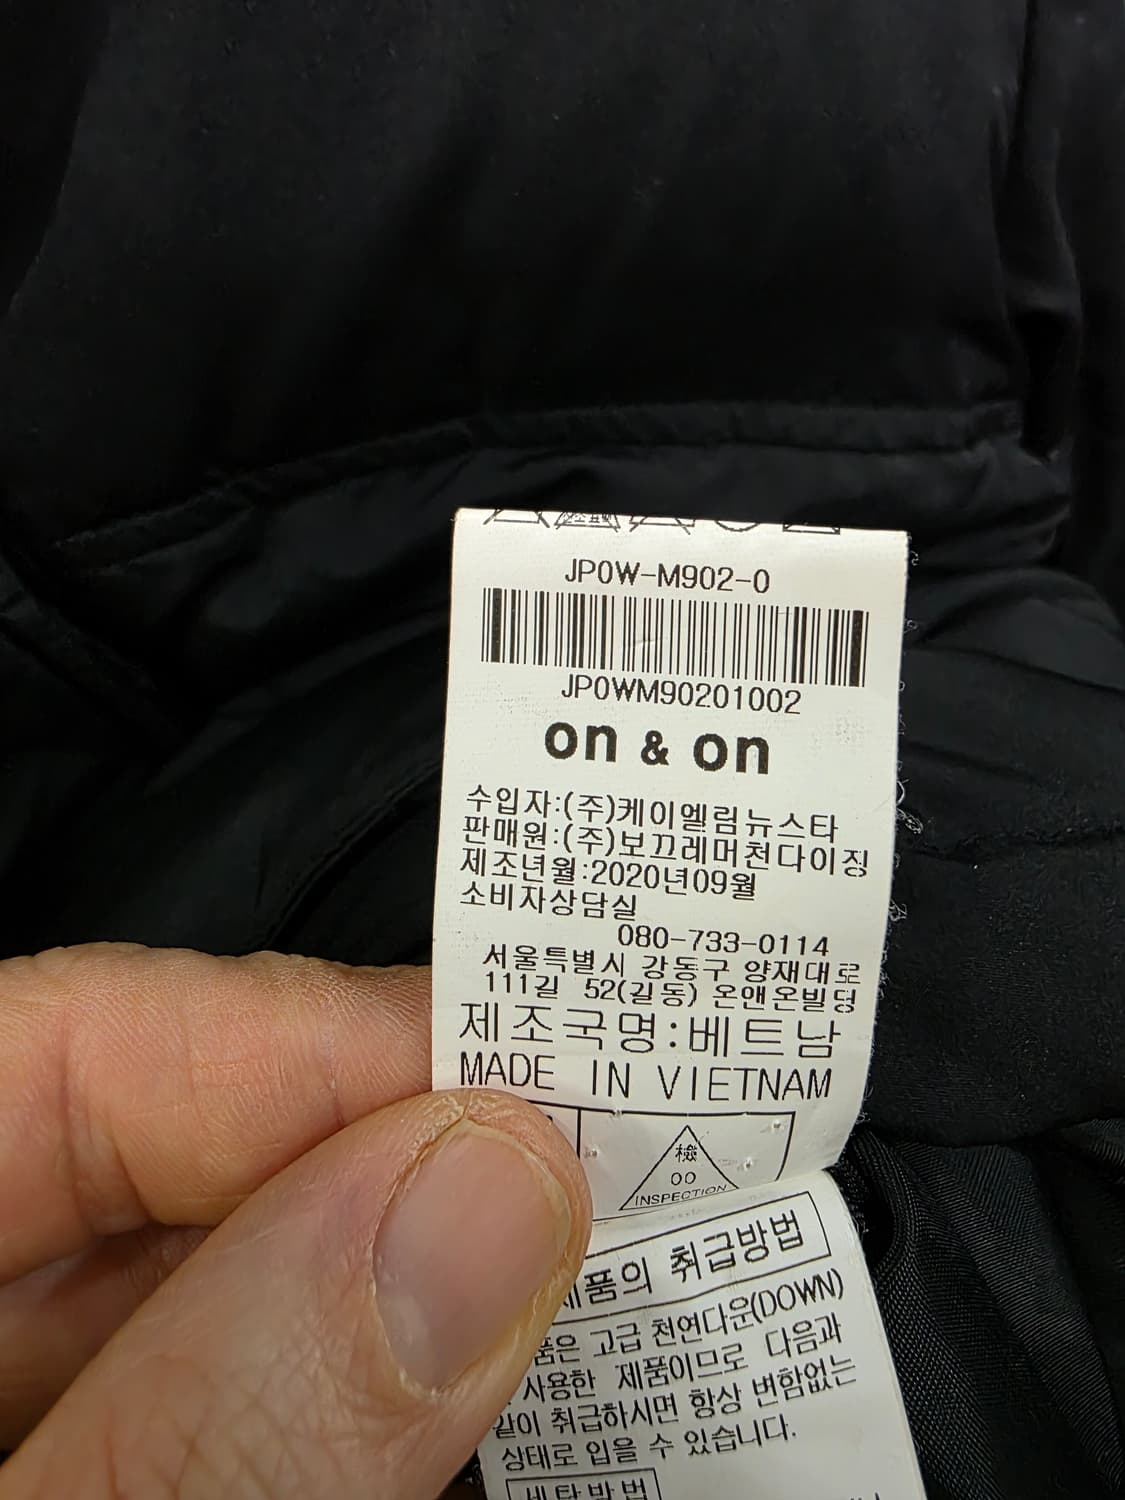 JP0W-M902-0
JP0WM90201002
on & on
수입자:(주)케이엘림뉴스타
판매원:(주)보끄레머천다이징
제조년월:2020년09월
소비자상담실
080-733-0114
서울특별시 강동구 양재대로
111길 52(길동) 온앤온빌딩
제조국명:베트남
MADE IN VIETNAM
檢
00
INSPECTION
제품의 취급방법
품은 고급 천연다운(DOWN)
사용한 제품이므로 다음과
같이 취급하시면 항상 변함없는
상태로 입을 수 있습니다.
세탁방법